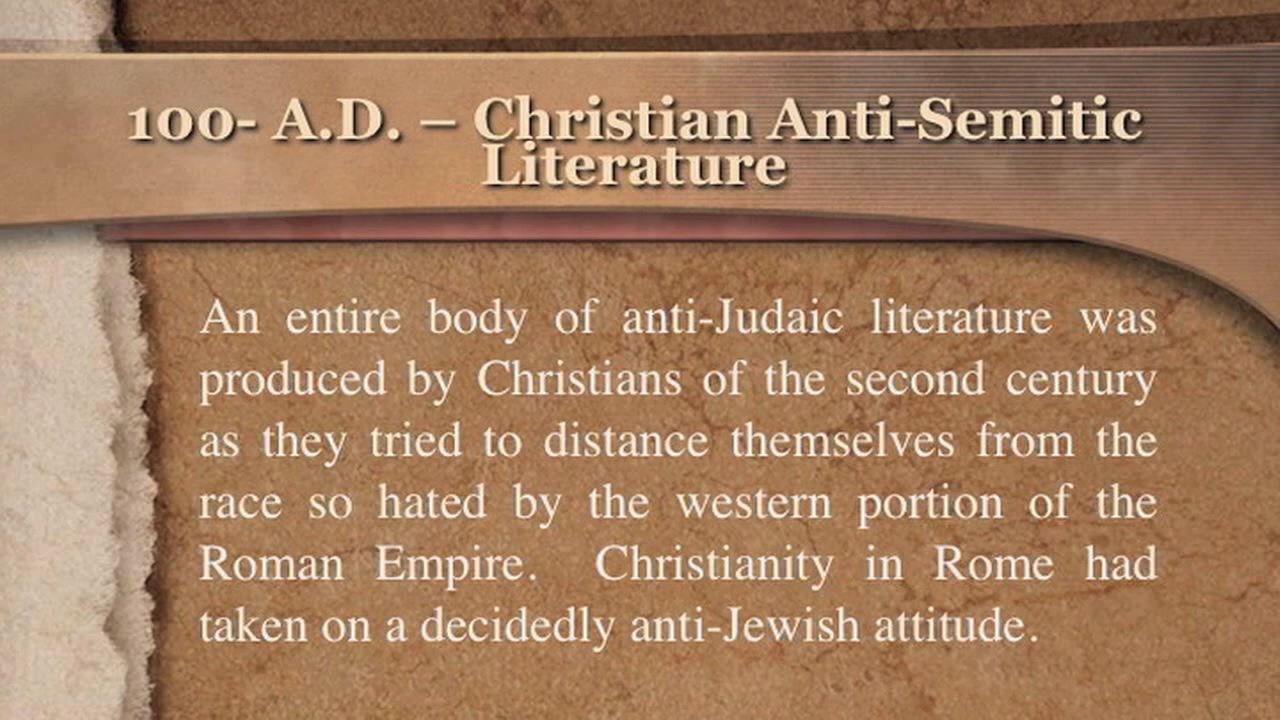 100- A.D. – Christian Anti-Semitic
Literature
An entire body of anti-Judaic literature was
produced by Christians of the second century
as they tried to distance themselves from the
race so hated by the western portion of the
Roman Empire.  Christianity in Rome had
taken on a decidedly anti-Jewish attitude.